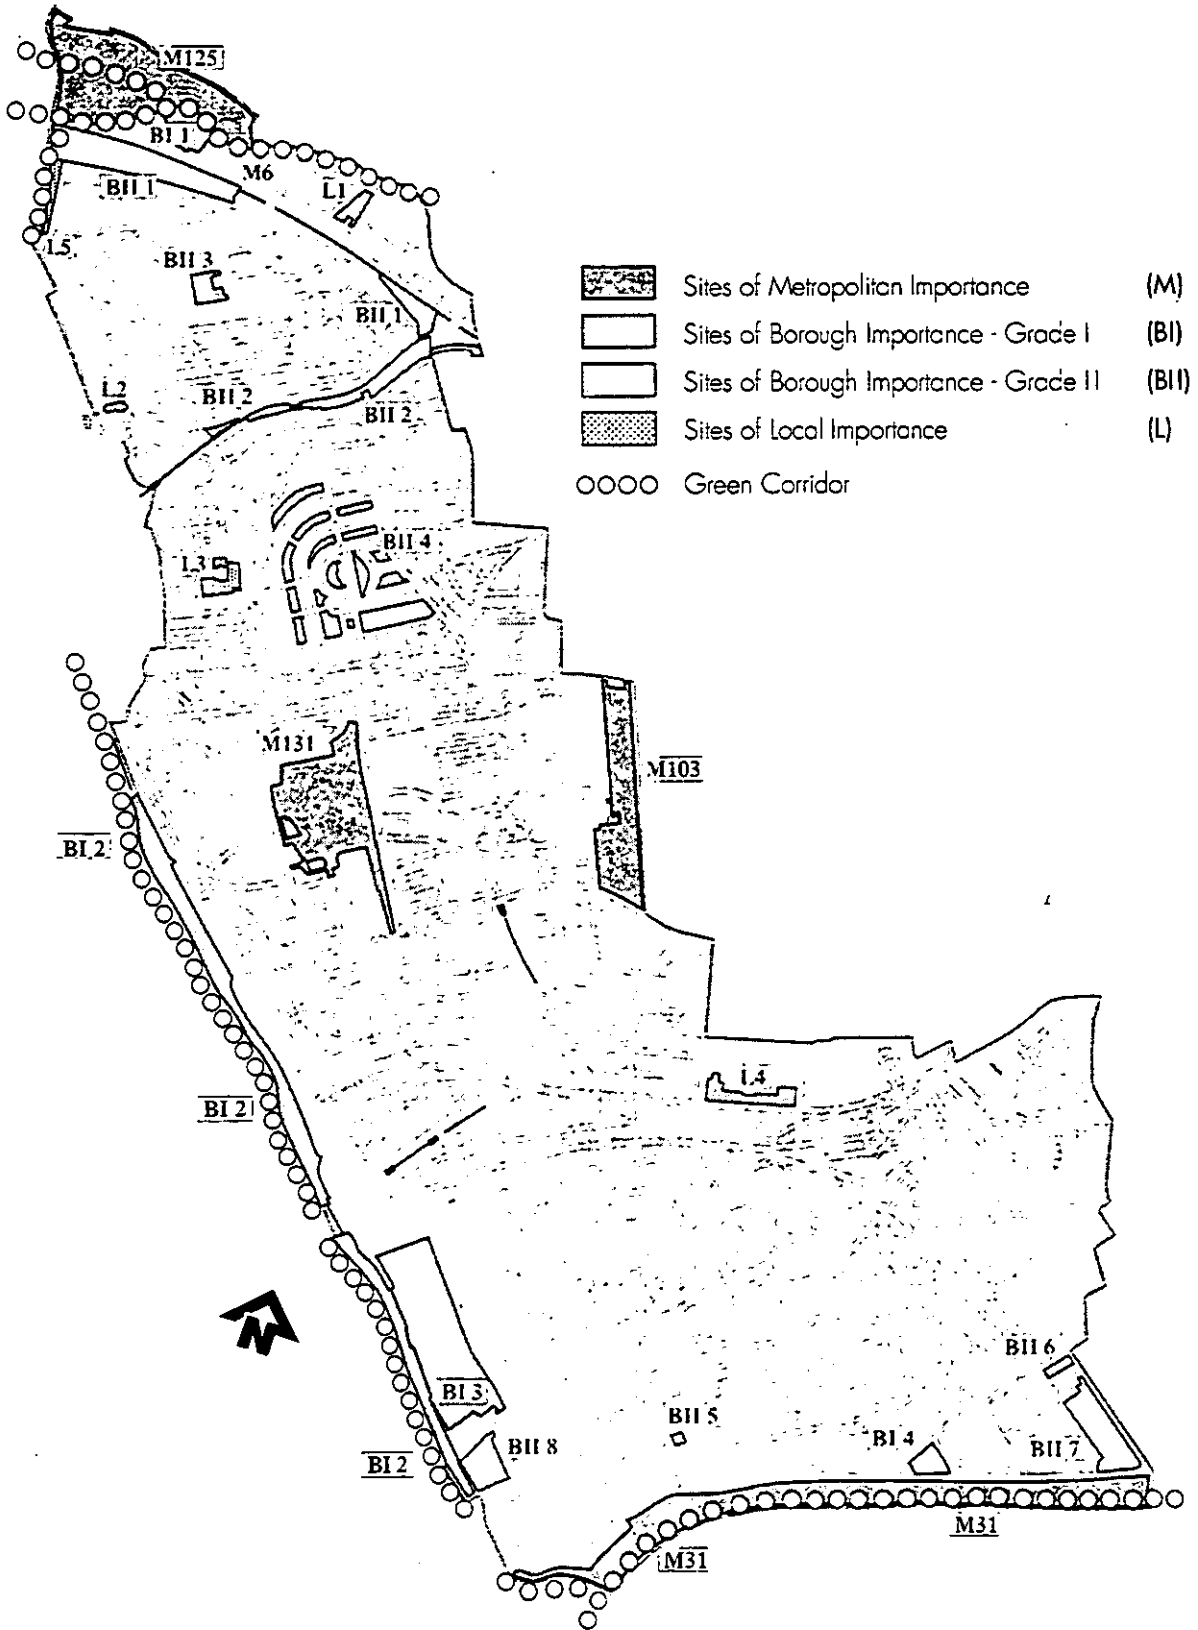 M125
BI 1
M6
BII 1
L1
L5
BII 3
BII 1
Sites of Metropolitan Importance (M)
Sites of Borough Importance - Grade I (BI)
Sites of Borough Importance - Grade II (BII)
Sites of Local Importance (L)
Green Corridor
L2
BII 2
BII 2
BII 4
L3
M131
M103
BI 2
L4
BI 2
N
BII 6
BI 3
BII 5
BII 8
BI 4
BII 7
BI 2
M31
M31